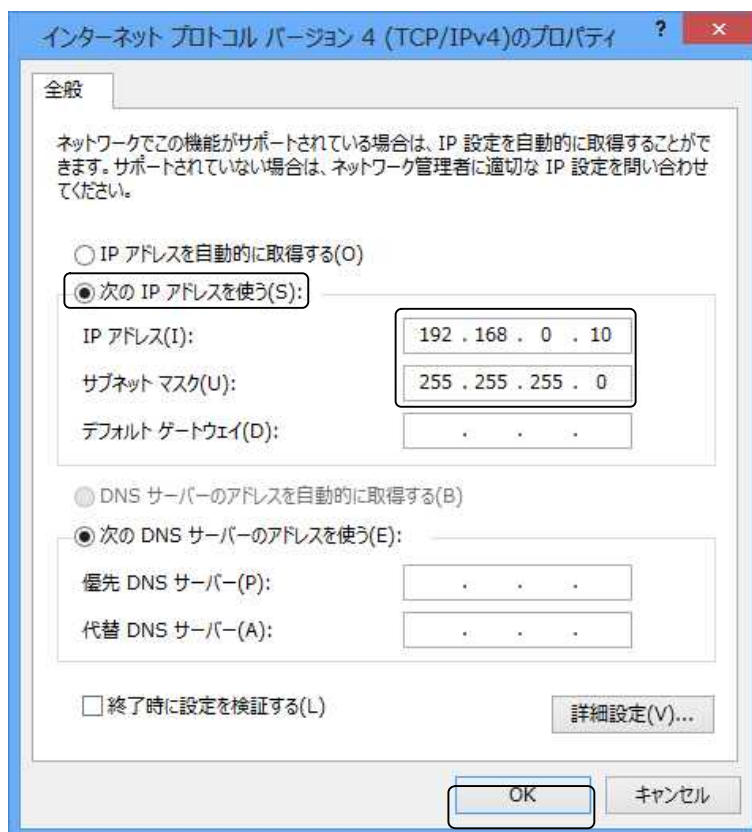 インターネット プロトコル バージョン 4 (TCP/IPv4)のプロパティ ? ×
全般
ネットワークでこの機能がサポートされている場合は、IP 設定を自動的に取得することがで
きます。サポートされていない場合は、ネットワーク管理者に適切な IP 設定を問い合わせ
てください。
IP アドレスを自動的に取得する(O)
次の IP アドレスを使う(S):
IP アドレス(I): 192 . 168 . 0 . 10
サブネット マスク(U): 255 . 255 . 255 . 0
デフォルト ゲートウェイ(D): . . .
DNS サーバーのアドレスを自動的に取得する(B)
次の DNS サーバーのアドレスを使う(E):
優先 DNS サーバー(P): . . .
代替 DNS サーバー(A): . . .
終了時に設定を検証する(L)
詳細設定(V)...
OK キャンセル